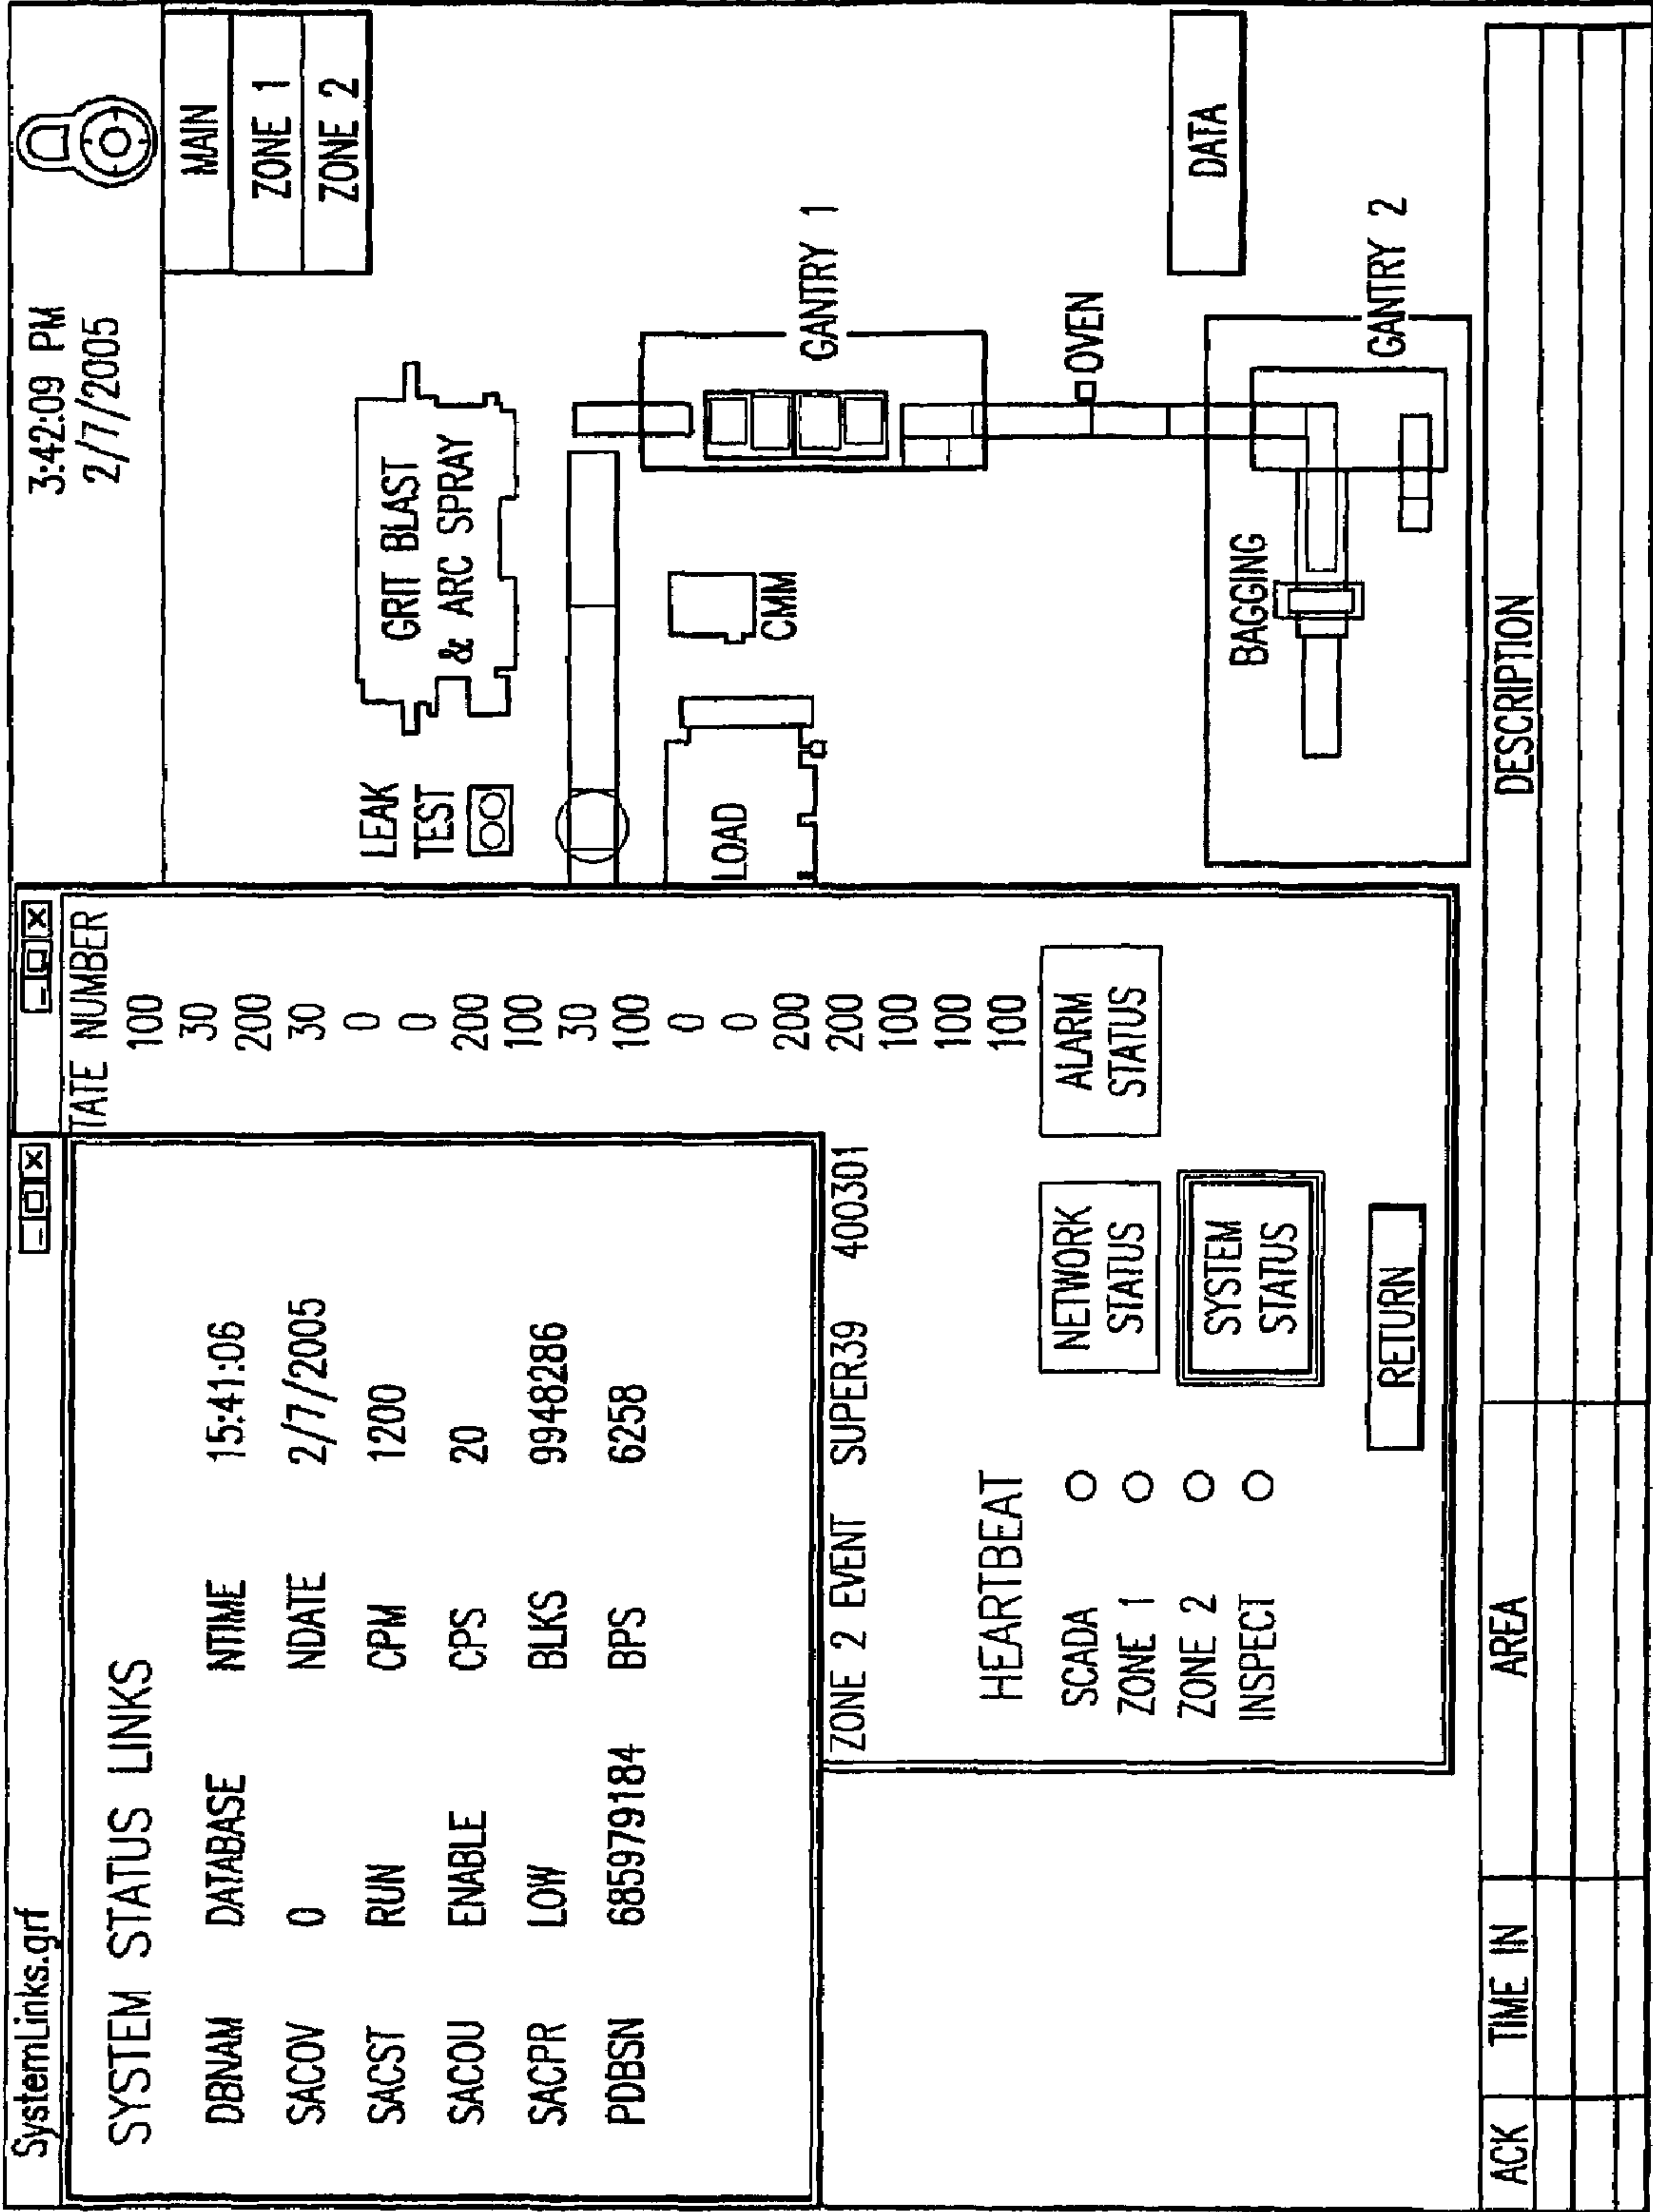 SystemLinks.grf
SYSTEM STATUS LINKS
DBNAM DATABASE NTIME 15:41:06
SACOV 0 NDATE 2/7/2005
SACST RUN CPM 1200
SACOU ENABLE CPS 20
SACPR LOW BLKS 9948286
PDBSN 685979184 BPS 6258
TATE NUMBER
100
30
200
30
0
0
200
100
30
100
0
0
200
200
100
100
100
ZONE 2 EVENT SUPER39 400301
HEARTBEAT
SCADA
ZONE 1
ZONE 2
INSPECT
NETWORK
STATUS
ALARM
STATUS
SYSTEM
STATUS
RETURN
3:42:09 PM
2/7/2005
MAIN
ZONE 1
ZONE 2
LEAK
TEST
GRIT BLAST
& ARC SPRAY
LOAD
CMM
GANTRY 1
OVEN
DATA
BAGGING
GANTRY 2
ACK TIME IN AREA DESCRIPTION